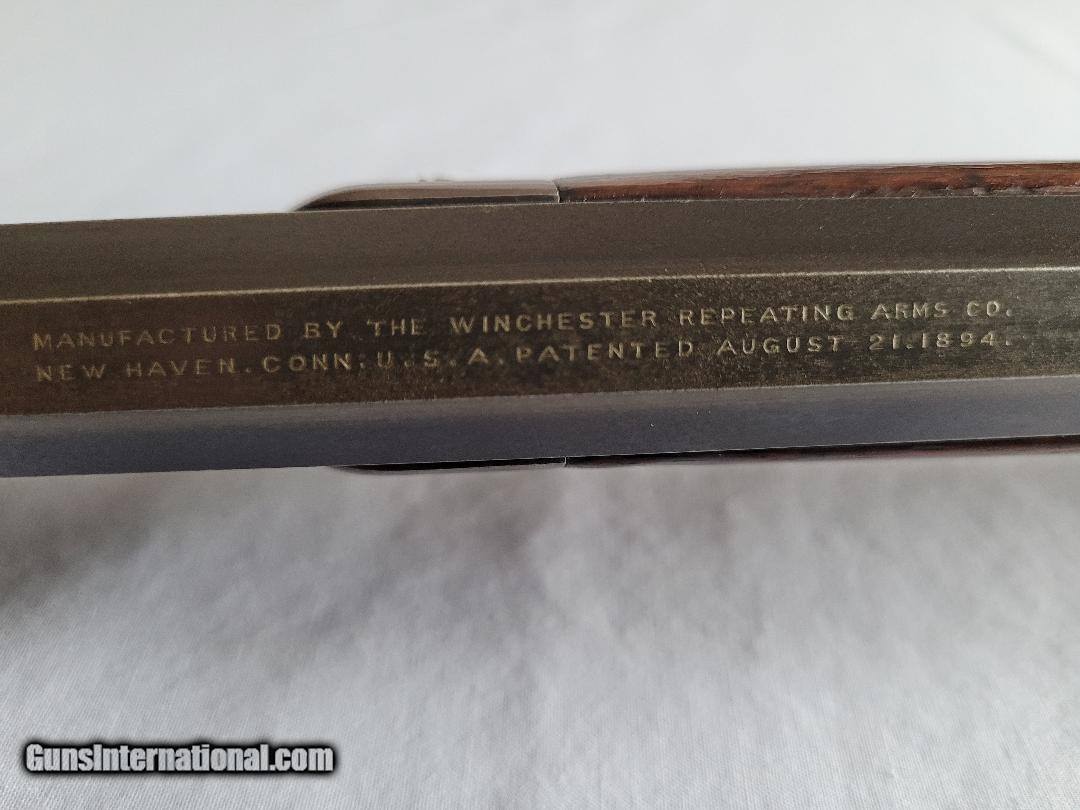 MANUFACTURED BY THE WINCHESTER REPEATING ARMS CO.
NEW HAVEN. CONN. U.S.A. PATENTED AUGUST 21.1894.
GunsInternational.com